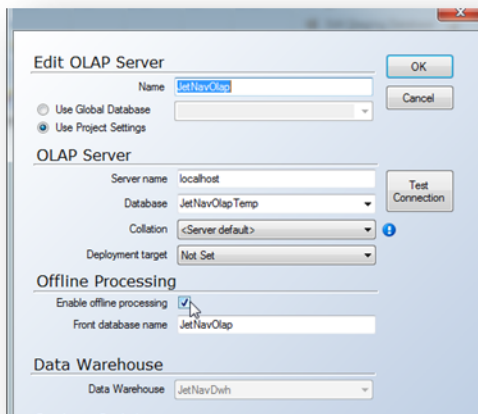 Edit OLAP Server
OK
Name JetNavOlap
Cancel
Use Global Database
Use Project Settings
OLAP Server
Server name localhost
Test
Connection
Database JetNavOlapTemp
Collation <Server default>
Deployment target Not Set
Offline Processing
Enable offline processing
Front database name JetNavOlap
Data Warehouse
Data Warehouse JetNavDwh